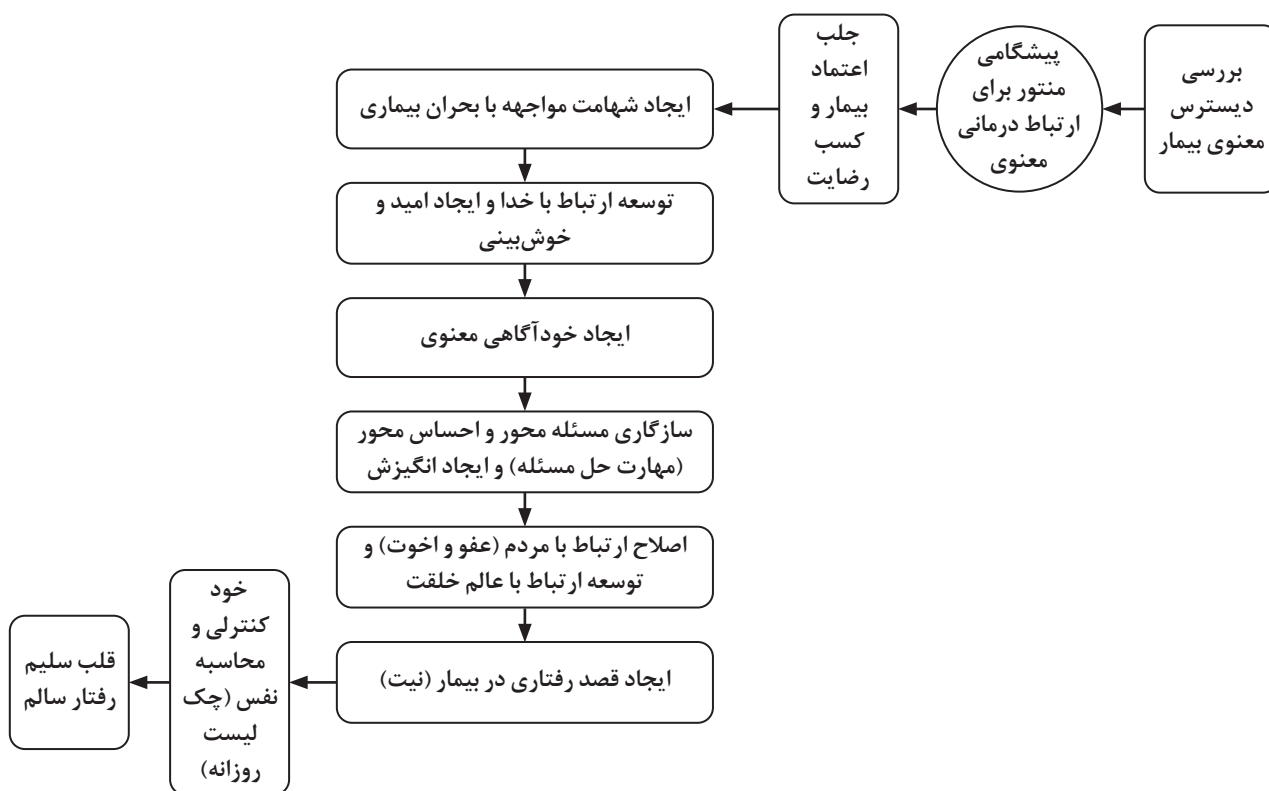 بررسی
دیسترس
معنوی بیمار
پیشگامی
منتور برای
ارتباط درمانی
معنوی
جلب
اعتماد
بیمار و
کسب
رضایت
ایجاد شهامت مواجهه با بحران بیماری
توسعه ارتباط با خدا و ایجاد امید و
خوش‌بینی
ایجاد خودآگاهی معنوی
سازگاری مسئله محور و احساس محور
(مهارت حل مسئله) و ایجاد انگیزش
اصلاح ارتباط با مردم (عفو و اخوت) و
توسعه ارتباط با عالم خلقت
ایجاد قصد رفتاری در بیمار (نیت)
خود
کنترلی و
محاسبه
نفس (چک
لیست
روزانه)
قلب سلیم
رفتار سالم